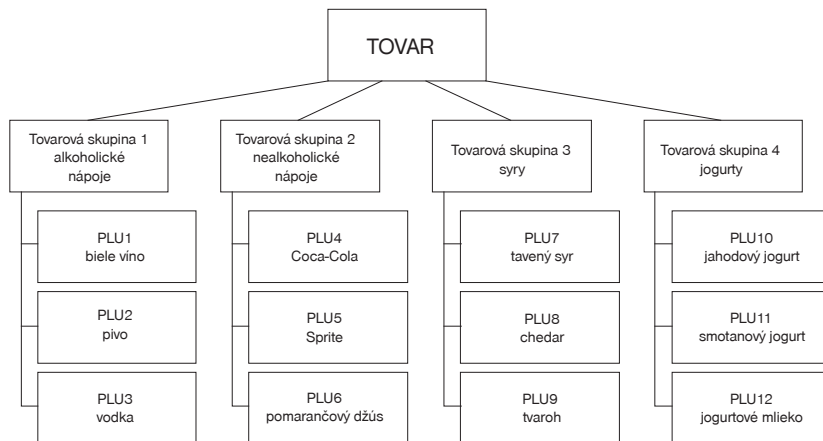 TOVAR
Tovarová skupina 1
alkoholické
nápoje
PLU1
biele víno
PLU2
pivo
PLU3
vodka
Tovarová skupina 2
nealkoholické
nápoje
PLU4
Coca-Cola
PLU5
Sprite
PLU6
pomarančový džús
Tovarová skupina 3
syry
PLU7
tavený syr
PLU8
chedar
PLU9
tvaroh
Tovarová skupina 4
jogurty
PLU10
jahodový jogurt
PLU11
smotanový jogurt
PLU12
jogurtové mlieko